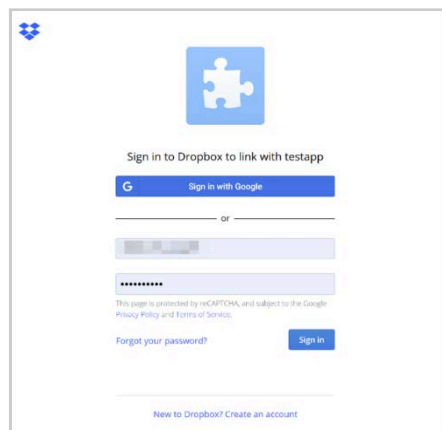 Sign in to Dropbox to link with testapp
G Sign in with Google
or
••••••••••
This page is protected by reCAPTCHA, and subject to the Google
Privacy Policy and Terms of Service.
Forgot your password?
Sign in
New to Dropbox? Create an account